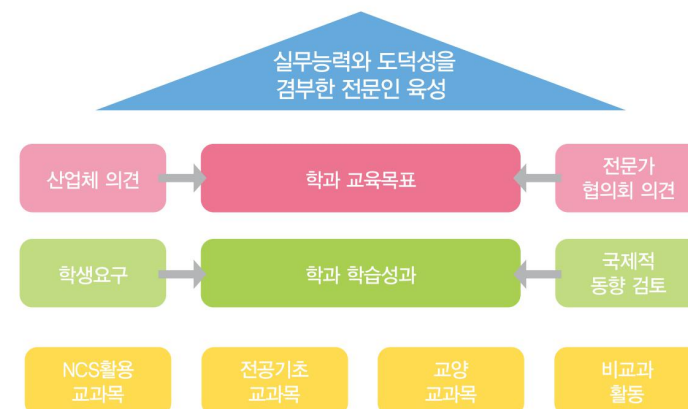 실무능력와 도덕성을
겸부한 전문인 육성
산업체 의견
학과 교육목표
전문가
협의회 의견
학생요구
학과 학습성과
국제적
동향 검토
NCS활용
교과목
전공기초
교과목
교양
교과목
비교과
활동